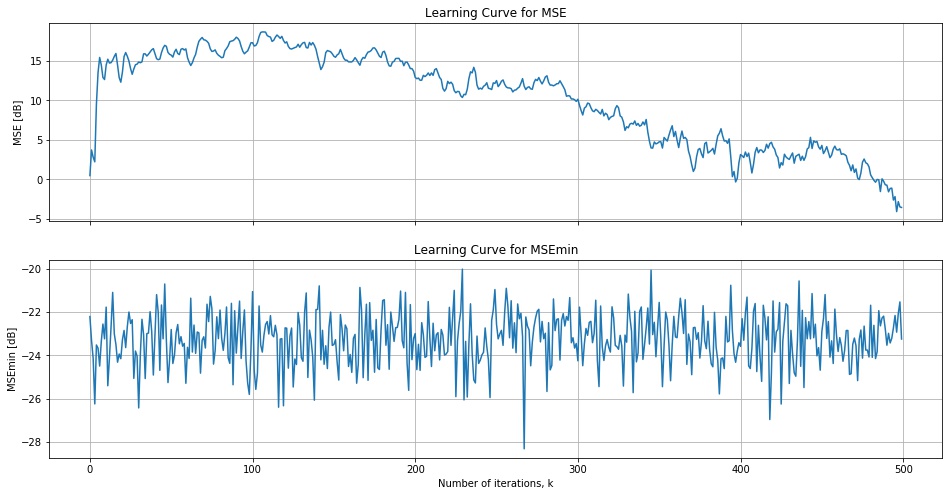 Learning Curve for MSE
MSE [dB]
15
10
5
0
−5
Learning Curve for MSEmin
MSEmin [dB]
−20
−22
−24
−26
−28
0 100 200 300 400 500
Number of iterations, k